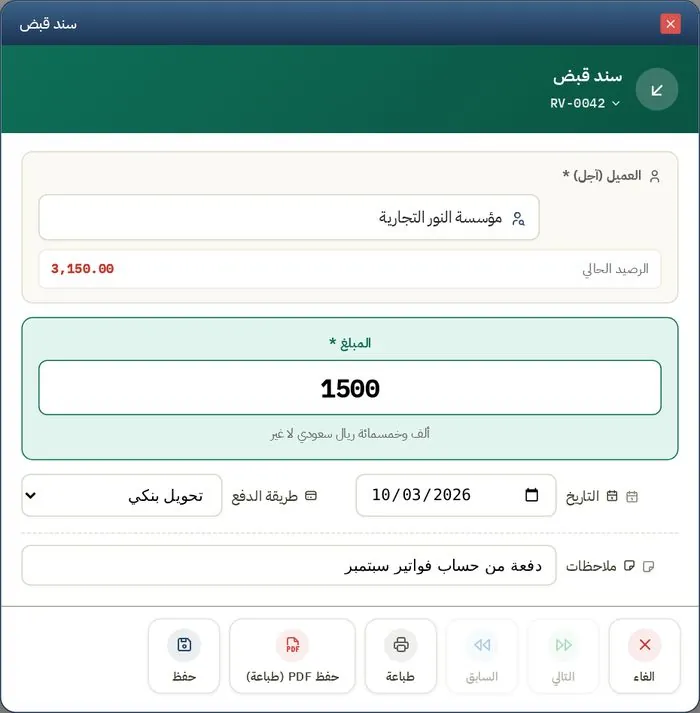 سند قبض
سند قبض
RV-0042
العميل (آجل) *
مؤسسة النور التجارية
الرصيد الحالي
3,150.00
المبلغ *
1500
ألف وخمسمائة ريال سعودي لا غير
التاريخ
10/03/2026
طريقة الدفع
تحويل بنكي
ملاحظات
دفعة من حساب فواتير سبتمبر
الغاء
التالي
السابق
طباعة
PDF
حفظ PDF (طباعة)
حفظ